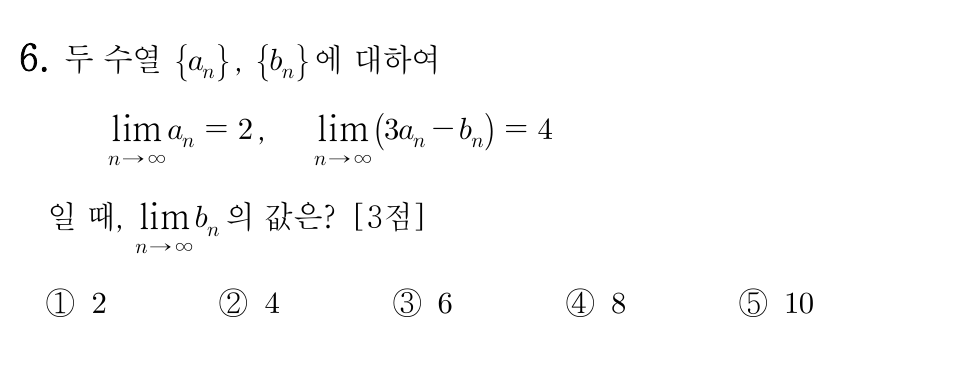 6. 두 수열 {aₙ}, {bₙ}에 대하여
lim aₙ = 2, lim (3aₙ − bₙ) = 4
n→∞ n→∞
일 때, lim bₙ의 값은? [3점]
n→∞
① 2 ② 4 ③ 6 ④ 8 ⑤ 10